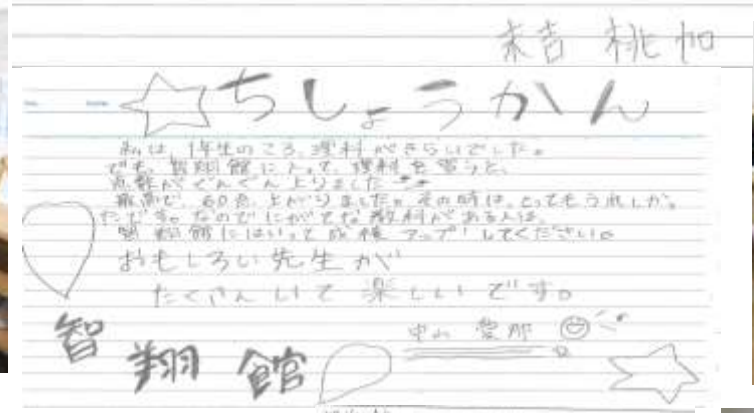 末吉 桃加
ちしょうかん
私は、1年生のころ、理科がきらいでした。
でも、智翔館に入って、理科を習うと、
点数がぐんぐん上りました
最高で、60点上がりました。その時は、とってもうれしかっ
たです。なのでにがてな教科がある人は、
智翔館にはいって成績アップしてください。
おもしろい先生が
たくさんいて楽しいです。
中山 愛那
智翔館